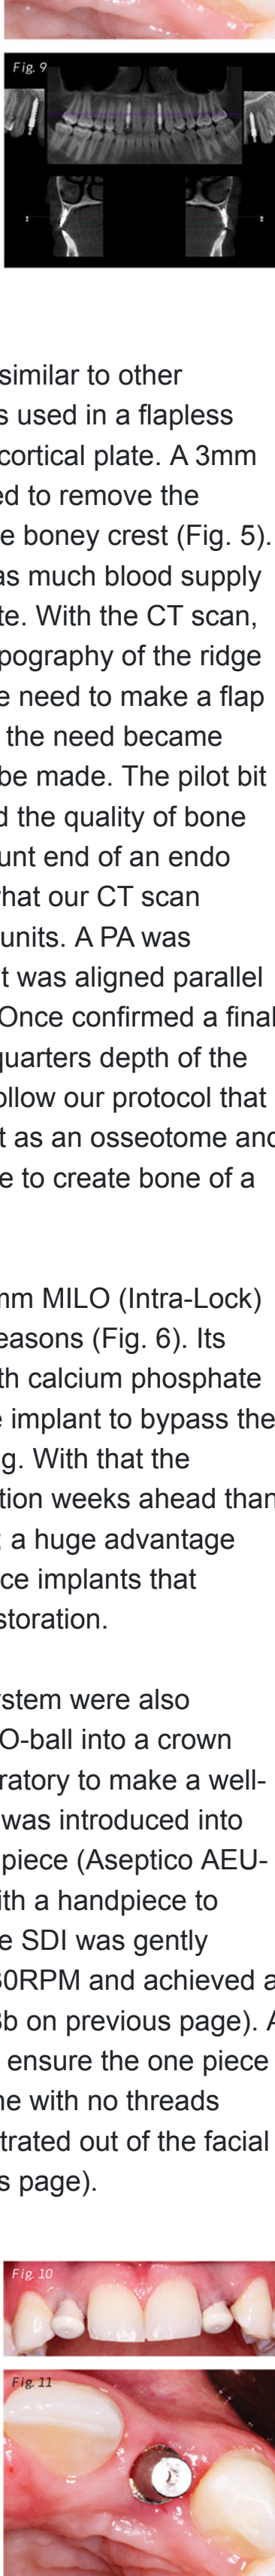 Fig. 9
similar to other
s used in a flapless
cortical plate. A 3mm
ed to remove the
e boney crest (Fig. 5).
as much blood supply
te. With the CT scan,
pography of the ridge
e need to make a flap
the need became
be made. The pilot bit
d the quality of bone
unt end of an endo
what our CT scan
units. A PA was
t was aligned parallel
Once confirmed a final
quarters depth of the
ollow our protocol that
t as an osseotome and
e to create bone of a
mm MILO (Intra-Lock)
easons (Fig. 6). Its
th calcium phosphate
e implant to bypass the
g. With that the
tion weeks ahead than
; a huge advantage
ce implants that
storation.
ystem were also
O-ball into a crown
ratory to make a well-
was introduced into
piece (Aseptico AEU-
ith a handpiece to
e SDI was gently
30RPM and achieved a
8b on previous page). A
ensure the one piece
ne with no threads
trated out of the facial
s page).
Fig. 10
Fig. 11